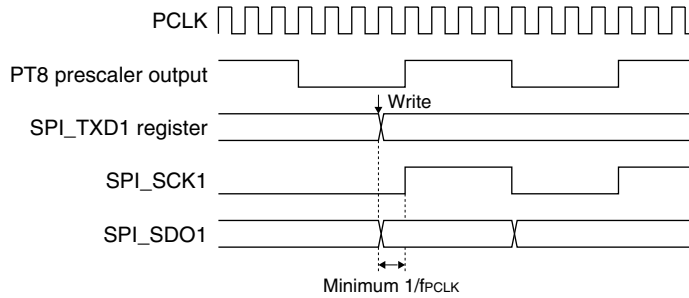 PCLK
PT8 prescaler output
Write
SPI_TXD1 register
SPI_SCK1
SPI_SDO1
Minimum 1/fPCLK